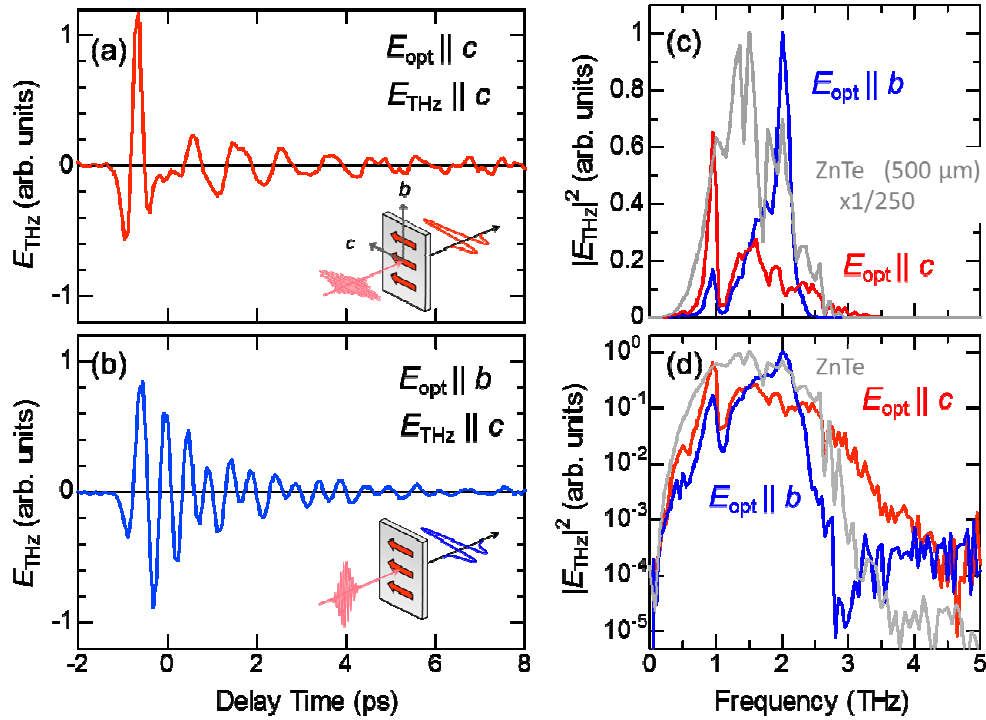 (a)
E_opt || c
E_THz || c
E_THz (arb. units)
1
0
-1
b
c
(b)
E_opt || b
E_THz || c
E_THz (arb. units)
1
0
-1
-2 0 2 4 6 8
Delay Time (ps)
(c)
E_opt || b
ZnTe (500 μm)
x1/250
E_opt || c
|E_THz|² (arb. units)
1
0.8
0.6
0.4
0.2
0
(d)
ZnTe
E_opt || c
E_opt || b
|E_THz|² (arb. units)
10⁰
10⁻¹
10⁻²
10⁻³
10⁻⁴
10⁻⁵
0 1 2 3 4 5
Frequency (THz)